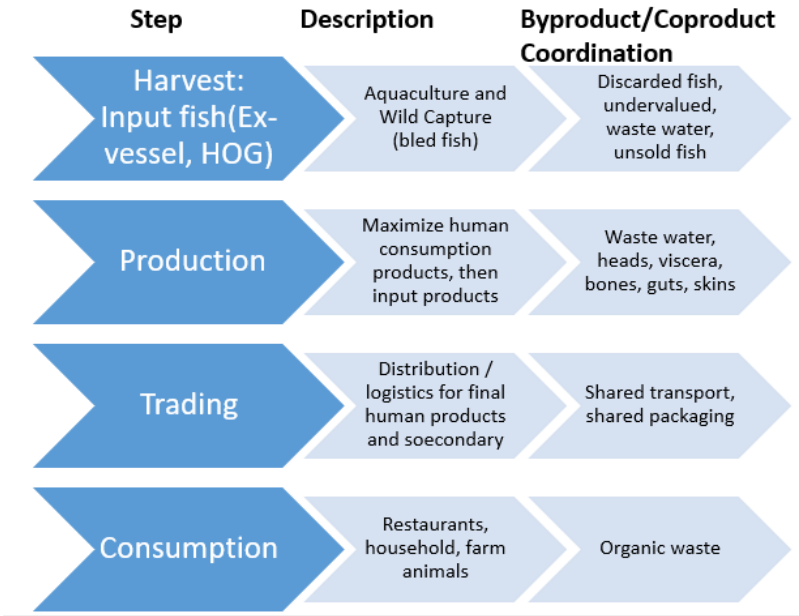 Step
Description
Byproduct/Coproduct
Coordination
Harvest:
Input fish(Ex-
vessel, HOG)
Aquaculture and
Wild Capture
(bled fish)
Discarded fish,
undervalued,
waste water,
unsold fish
Production
Maximize human
consumption
products, then
input products
Waste water,
heads, viscera,
bones, guts, skins
Trading
Distribution /
logistics for final
human products
and soecondary
Shared transport,
shared packaging
Consumption
Restaurants,
household, farm
animals
Organic waste